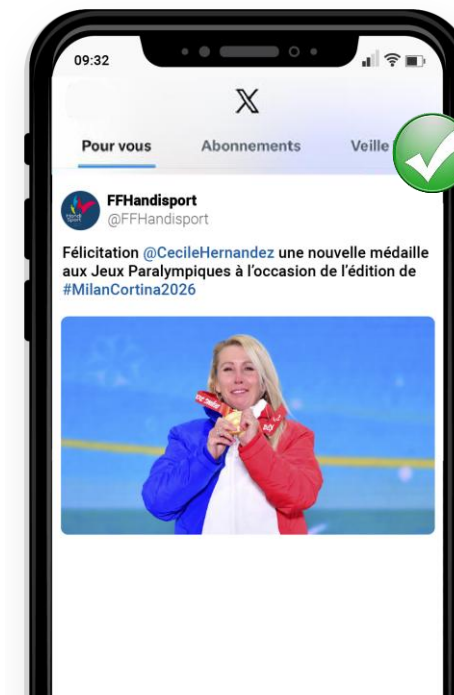 09:32
X
Pour vous Abonnements Veille
FFHandisport
@FFHandisport
Félicitation @CecileHernandez une nouvelle médaille
aux Jeux Paralympiques à l’occasion de l’édition de
#MilanCortina2026